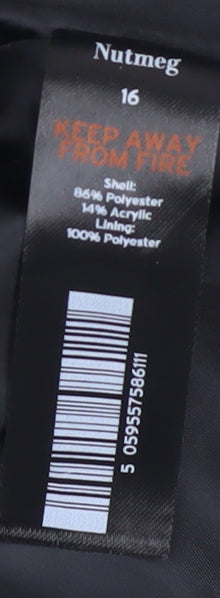 Nutmeg
16
KEEP AWAY
FROM FIRE
Shell:
86% Polyester
14% Acrylic
Lining:
100% Polyester
5 059557586111